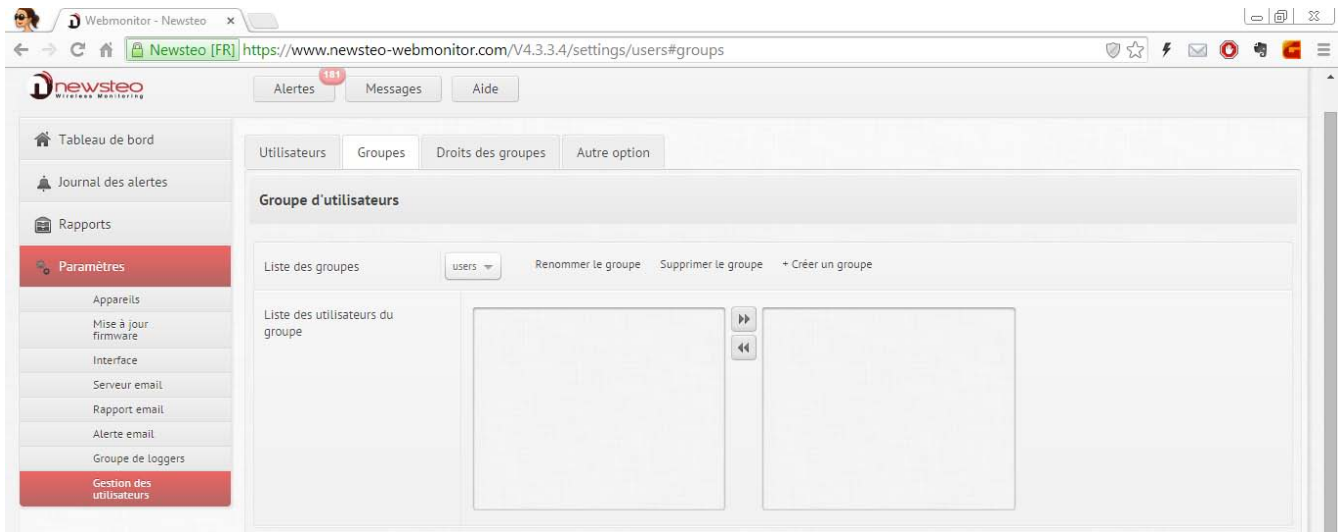 Webmonitor - Newsteo
Newsteo [FR] https://www.newsteo-webmonitor.com/V4.3.3.4/settings/users#groups
newsteo
Wireless Monitoring
Alertes 181 Messages Aide
Tableau de bord
Journal des alertes
Rapports
Paramètres
Appareils
Mise à jour
firmware
Interface
Serveur email
Rapport email
Alerte email
Groupe de loggers
Gestion des
utilisateurs
Utilisateurs Groupes Droits des groupes Autre option
Groupe d'utilisateurs
Liste des groupes users Renommer le groupe Supprimer le groupe + Créer un groupe
Liste des utilisateurs du
groupe